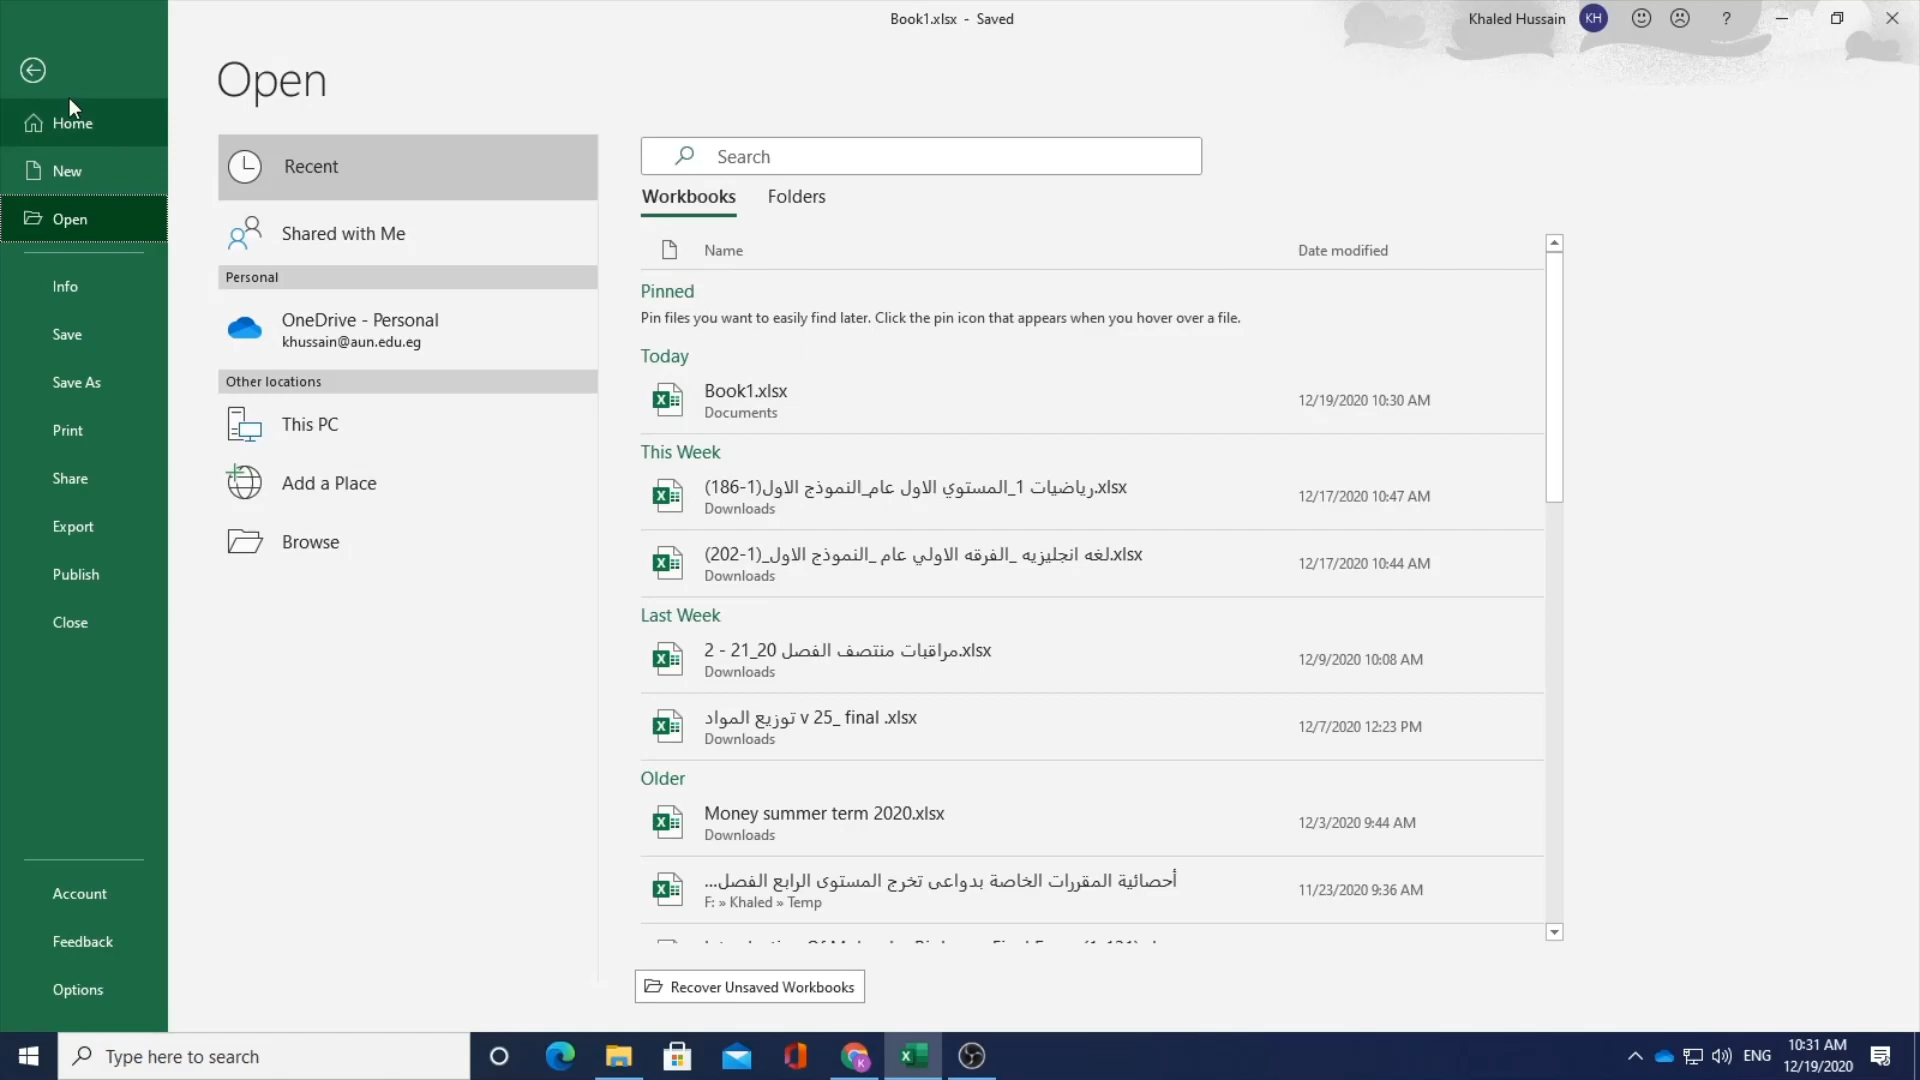 Book1.xlsx - Saved
Khaled Hussain
KH
?
Open
Home
New
Open
Info
Save
Save As
Print
Share
Export
Publish
Close
Account
Feedback
Options
Recent
Shared with Me
Personal
OneDrive - Personal
khussain@aun.edu.eg
Other locations
This PC
Add a Place
Browse
Search
Workbooks Folders
Name Date modified
Pinned
Pin files you want to easily find later. Click the pin icon that appears when you hover over a file.
Today
Book1.xlsx
Documents
12/19/2020 10:30 AM
This Week
رياضيات 1_المستوي الاول عام_النموذج الاول(1-186).xlsx
Downloads
12/17/2020 10:47 AM
لغه انجليزيه _الفرقه الاولي عام _النموذج الاول_(1-202).xlsx
Downloads
12/17/2020 10:44 AM
Last Week
مراقبات منتصف الفصل 20_21 - 2.xlsx
Downloads
12/9/2020 10:08 AM
توزيع المواد v 25_ final .xlsx
Downloads
12/7/2020 12:23 PM
Older
Money summer term 2020.xlsx
Downloads
12/3/2020 9:44 AM
أحصائية المقررات الخاصة بدواعى تخرج المستوى الرابع الفصل...
F: » Khaled » Temp
11/23/2020 9:36 AM
Recover Unsaved Workbooks
Type here to search
K
ENG
10:31 AM
12/19/2020